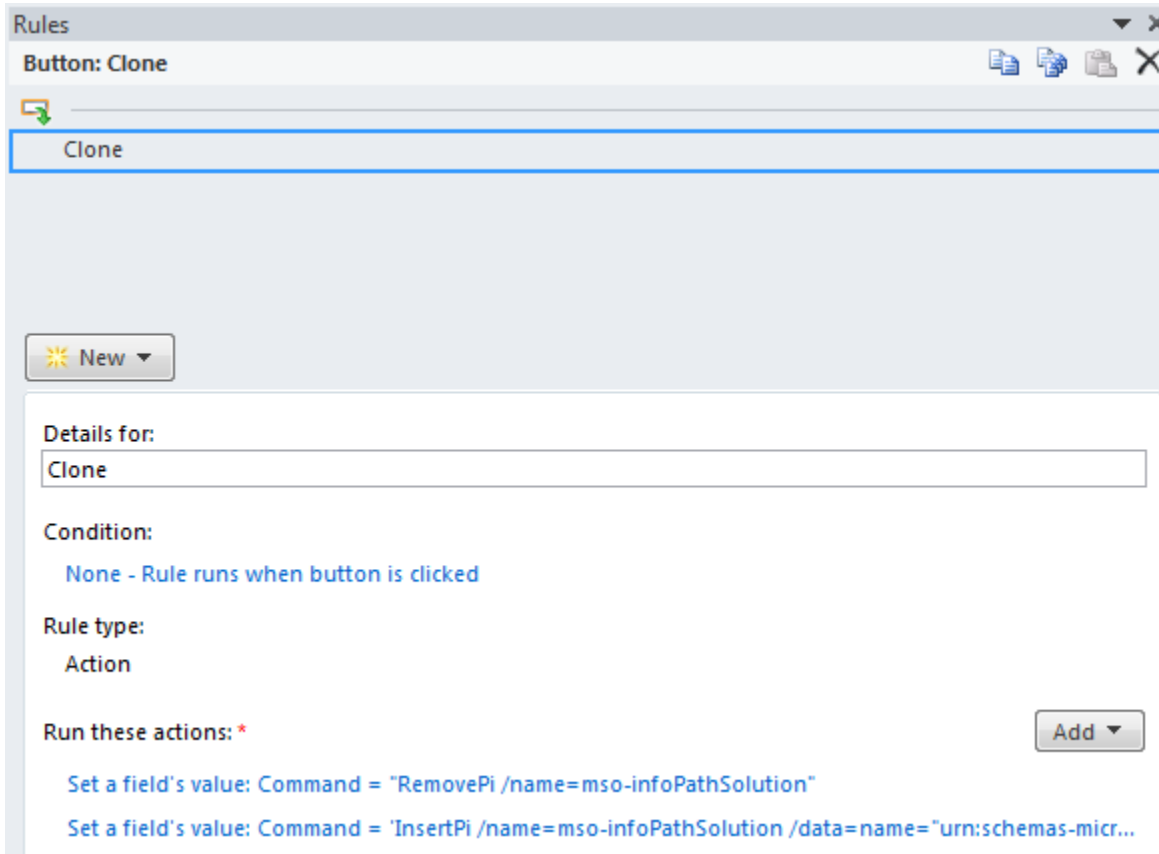 Rules
Button: Clone
Clone
New
Details for:
Clone
Condition:
None - Rule runs when button is clicked
Rule type:
Action
Run these actions: *
Add
Set a field's value: Command = "RemovePi /name=mso-infoPathSolution"
Set a field's value: Command = 'InsertPi /name=mso-infoPathSolution /data=name="urn:schemas-micr...